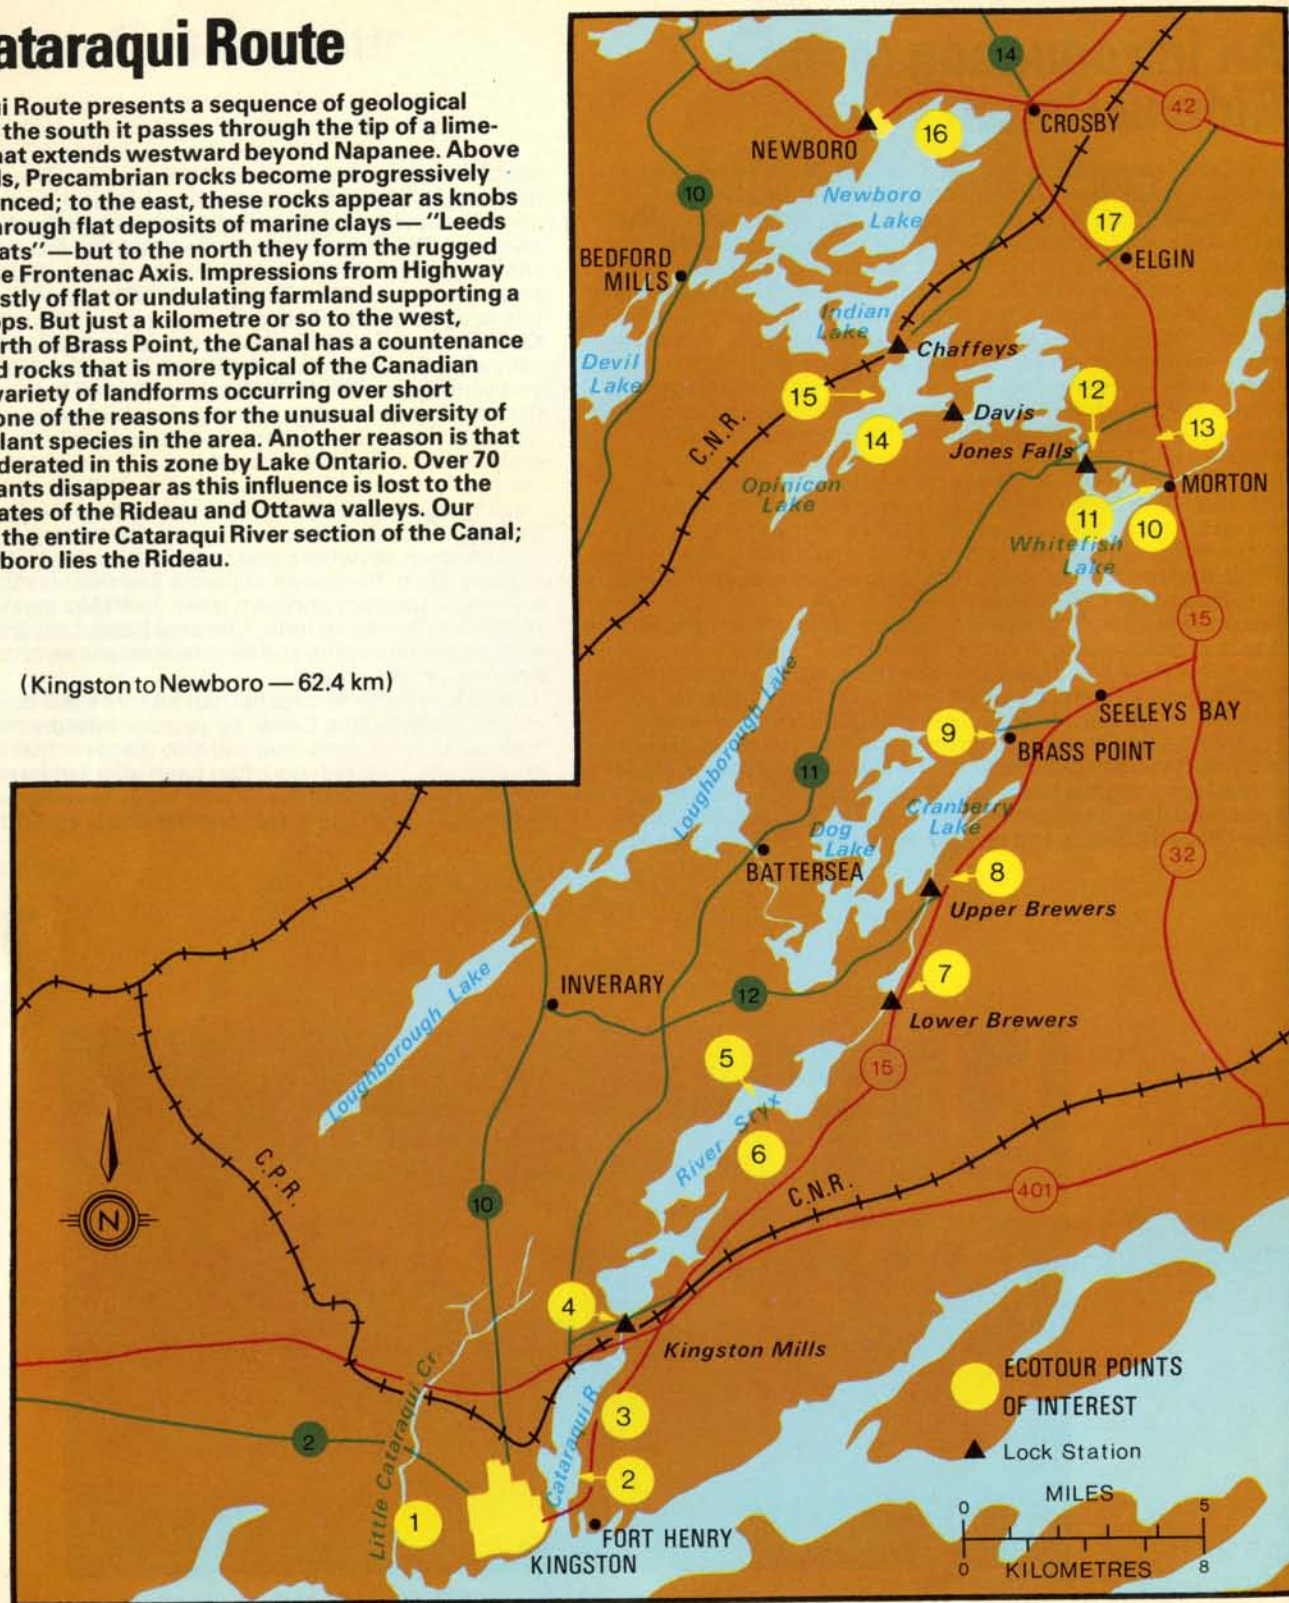 ataraqui Route
i Route presents a sequence of geological
the south it passes through the tip of a lime-
hat extends westward beyond Napanee. Above
ls, Precambrian rocks become progressively
nced; to the east, these rocks appear as knobs
hrough flat deposits of marine clays — "Leeds
ats"—but to the north they form the rugged
e Frontenac Axis. Impressions from Highway
stly of flat or undulating farmland supporting a
ops. But just a kilometre or so to the west,
rth of Brass Point, the Canal has a countenance
d rocks that is more typical of the Canadian
variety of landforms occurring over short
one of the reasons for the unusual diversity of
lant species in the area. Another reason is that
derated in this zone by Lake Ontario. Over 70
ants disappear as this influence is lost to the
ates of the Rideau and Ottawa valleys. Our
the entire Cataraqui River section of the Canal;
boro lies the Rideau.
(Kingston to Newboro — 62.4 km)
14
42
CROSBY
16
NEWBORO
10
Newboro
Lake
17
ELGIN
BEDFORD
MILLS
Indian
Lake
Chaffeys
Devil
Lake
15
12
Davis
13
14
C.N.R.
Jones Falls
Opinicon
Lake
MORTON
11
10
Whitefish
Lake
15
SEELEYS BAY
9
BRASS POINT
Loughborough Lake
11
Cranberry
Lake
Dog
Lake
32
BATTERSEA
8
Upper Brewers
INVERARY
12
7
Lower Brewers
Loughborough Lake
5
15
River Styx
6
C.P.R.
C.N.R.
401
N
10
4
Kingston Mills
Little Cataraqui Cr.
Cataraqui R.
3
2
2
1
FORT HENRY
KINGSTON
ECOTOUR POINTS
OF INTEREST
Lock Station
MILES
0 5
0 KILOMETRES 8